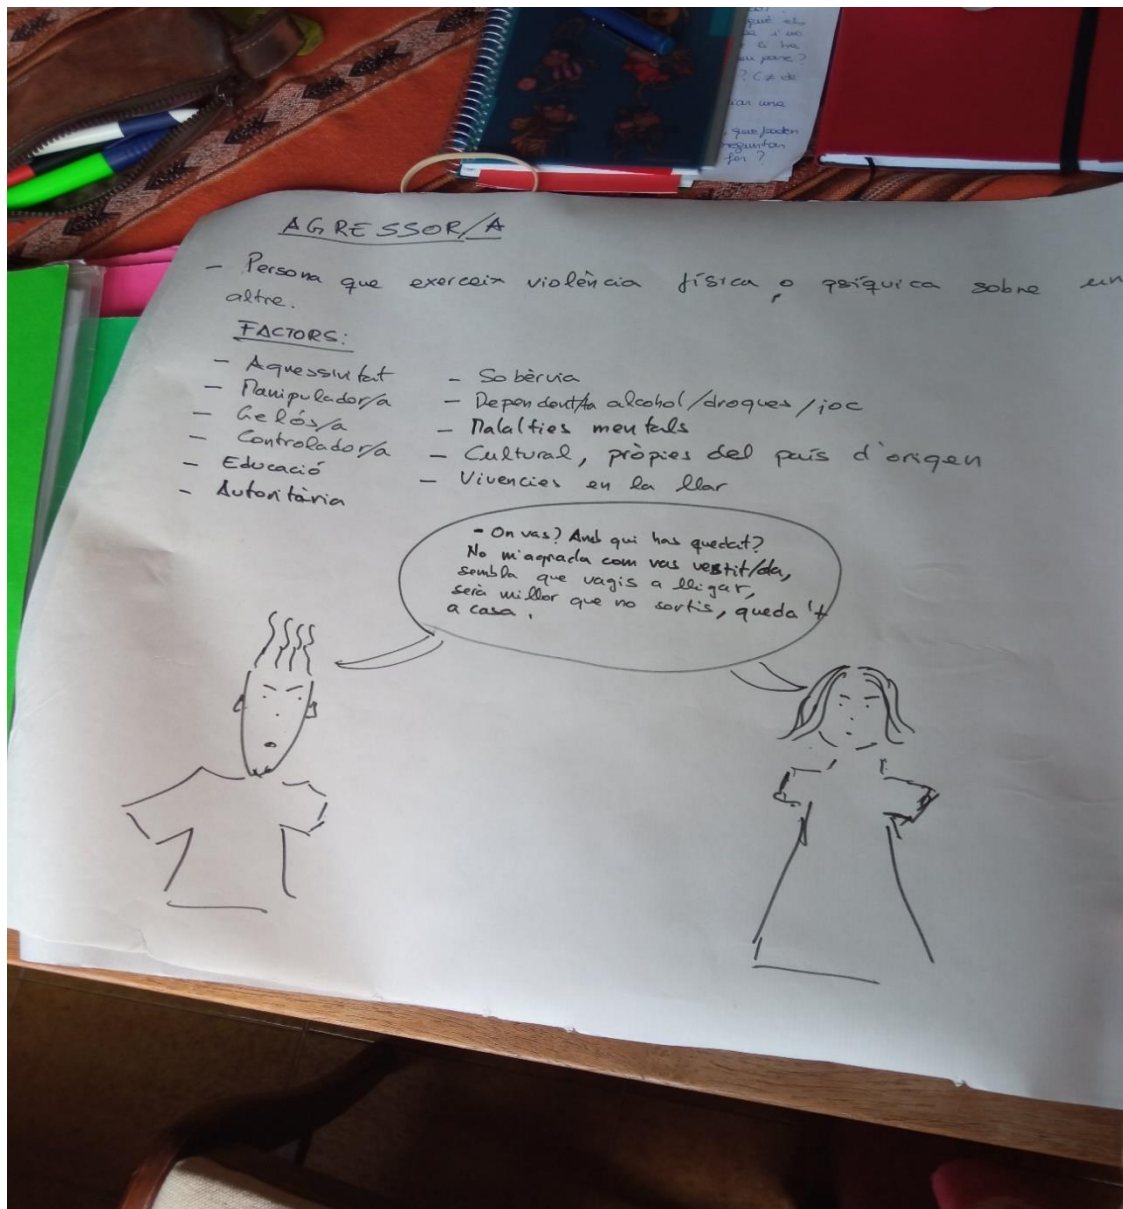 AGRESSOR/A
- Persona que exerceix violència física o psíquica sobre un
altre.
FACTORS:
- Agressivitat
- Manipulador/a
- Gelós/a
- Controlador/a
- Educació
- Autoritària
- Sobèrvia
- Dependent/ta alcohol/drogues/joc
- Malalties mentals
- Cultural, pròpies del país d'origen
- Vivencies en la llar
- On vas? Amb qui has quedat?
No m'agrada com vas vestit/da,
sembla que vagis a lligar,
serà millor que no sortis, queda't
a casa.